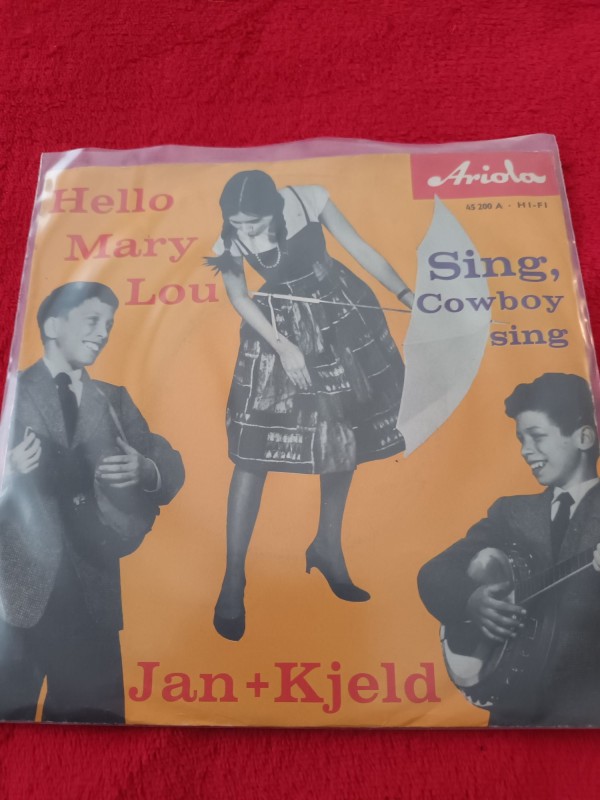 Ariola
45 200 A · HI-FI
Hello
Mary
Lou
Sing,
Cowboy
sing
Jan + Kjeld